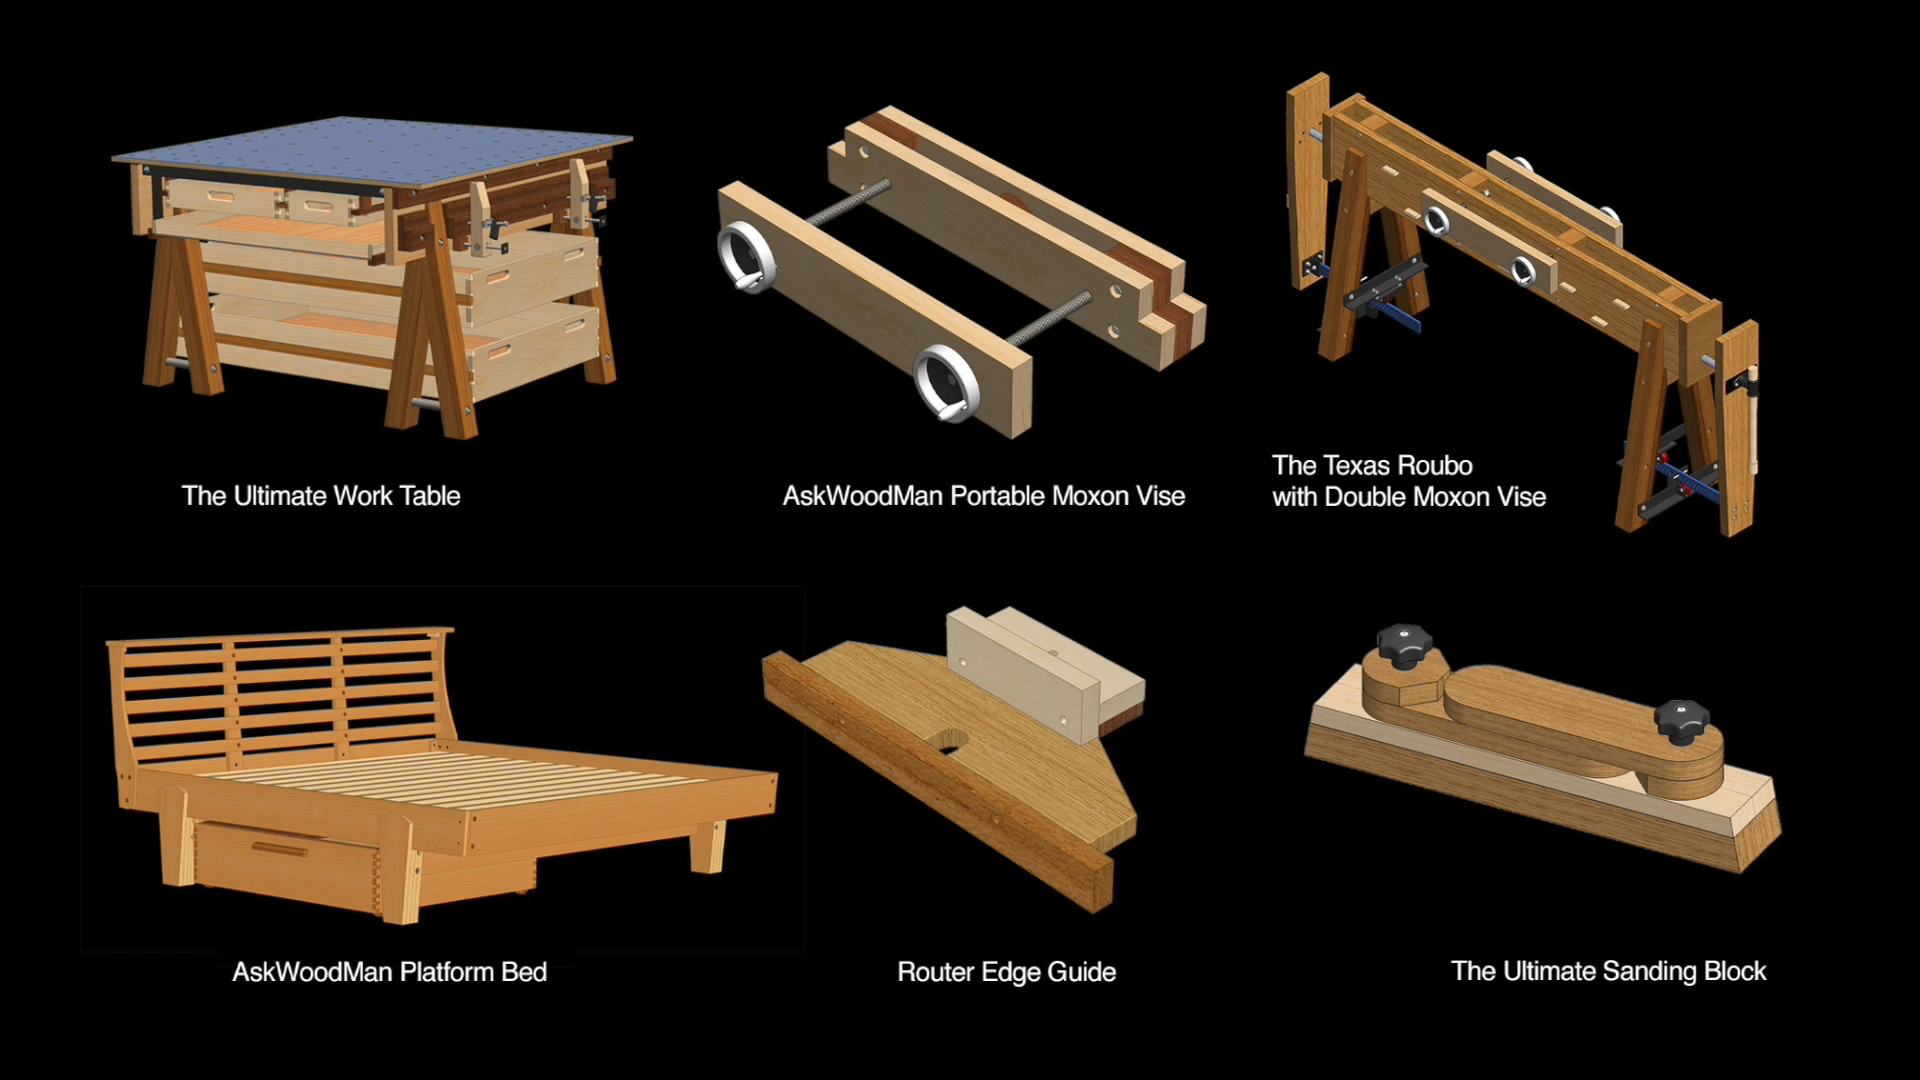 The Ultimate Work Table
AskWoodMan Portable Moxon Vise
The Texas Roubo
with Double Moxon Vise
AskWoodMan Platform Bed
Router Edge Guide
The Ultimate Sanding Block